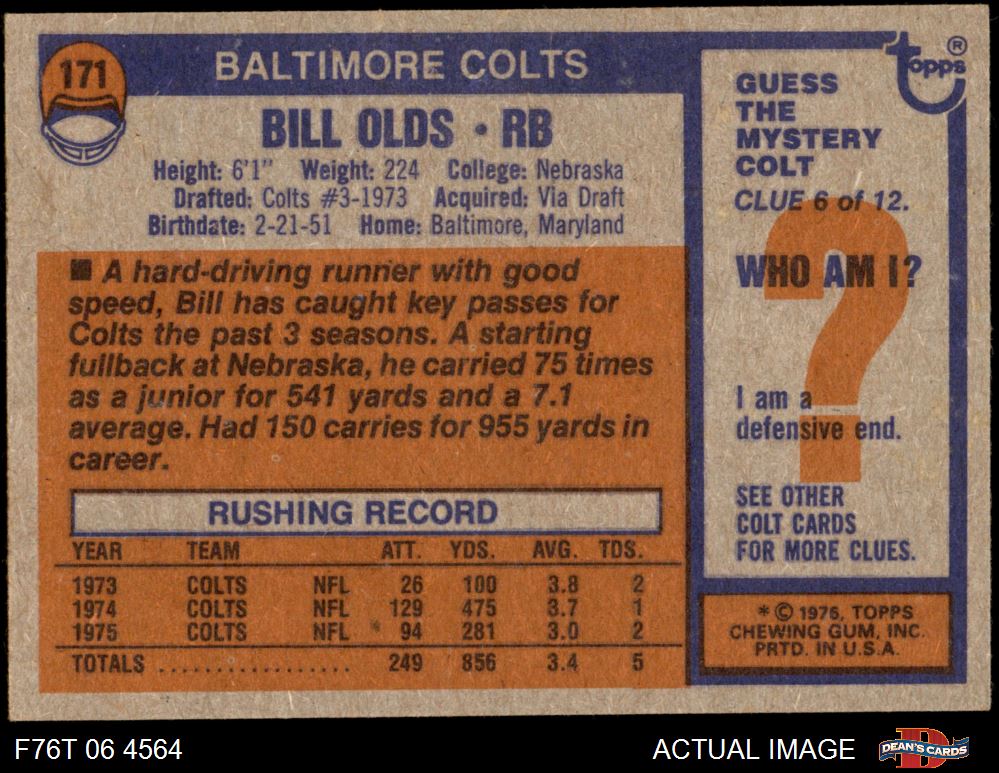 171
BALTIMORE COLTS
BILL OLDS • RB
Height: 6'1" Weight: 224 College: Nebraska
Drafted: Colts #3-1973 Acquired: Via Draft
Birthdate: 2-21-51 Home: Baltimore, Maryland
■ A hard-driving runner with good
speed, Bill has caught key passes for
Colts the past 3 seasons. A starting
fullback at Nebraska, he carried 75 times
as a junior for 541 yards and a 7.1
average. Had 150 carries for 955 yards in
career.
RUSHING RECORD
YEAR TEAM ATT. YDS. AVG. TDS.
1973 COLTS NFL 26 100 3.8 2
1974 COLTS NFL 129 475 3.7 1
1975 COLTS NFL 94 281 3.0 2
TOTALS .................. 249 856 3.4 5
topps ®
GUESS
THE
MYSTERY
COLT
CLUE 6 of 12.
?
WHO AM I?
I am a
defensive end.
SEE OTHER
COLT CARDS
FOR MORE CLUES.
* © 1976, TOPPS
CHEWING GUM, INC.
PRTD. IN U.S.A.
F76T 06 4564
ACTUAL IMAGE
D
DEAN'S CARDS